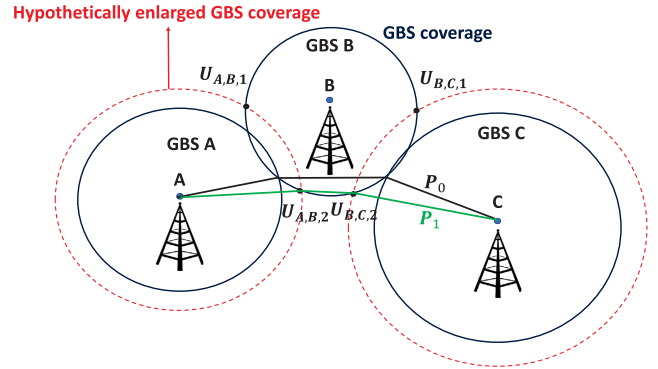 Hypothetically enlarged GBS coverage
GBS coverage
GBS B
U_{A,B,1}
U_{B,C,1}
B
GBS A
GBS C
A
P_0
C
U_{A,B,2} U_{B,C,2}
P_1